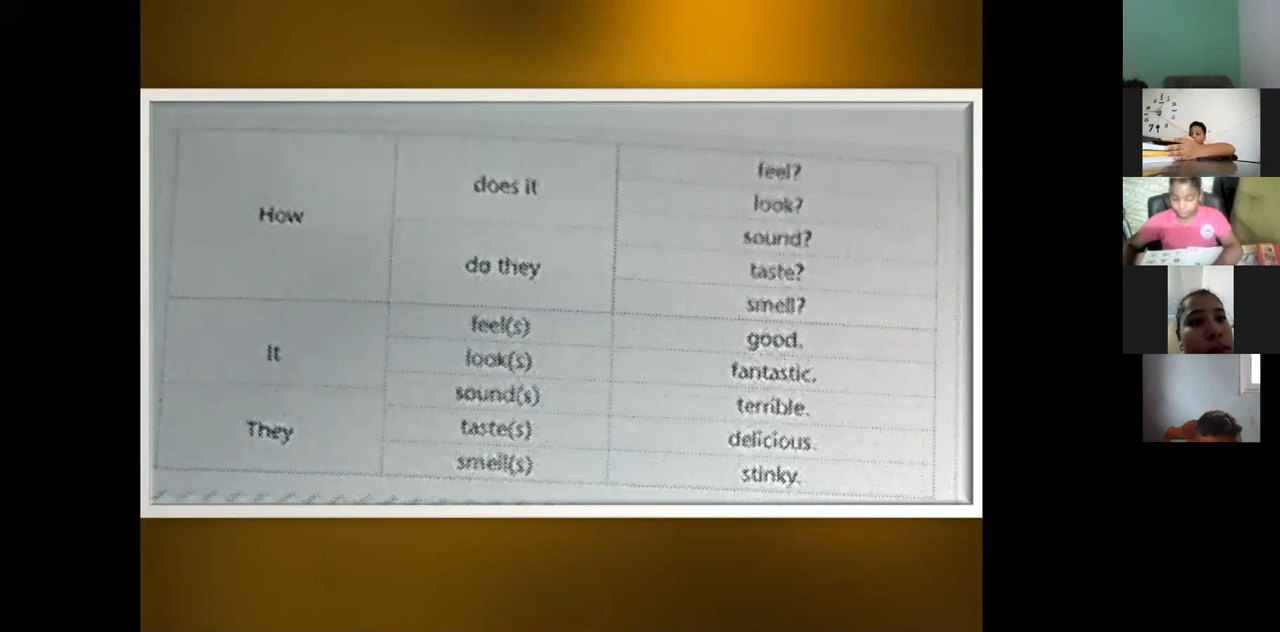 How
does it
do they
feel?
look?
sound?
taste?
smell?
It
They
feel(s)
look(s)
sound(s)
taste(s)
smell(s)
good.
fantastic.
terrible.
delicious.
stinky.